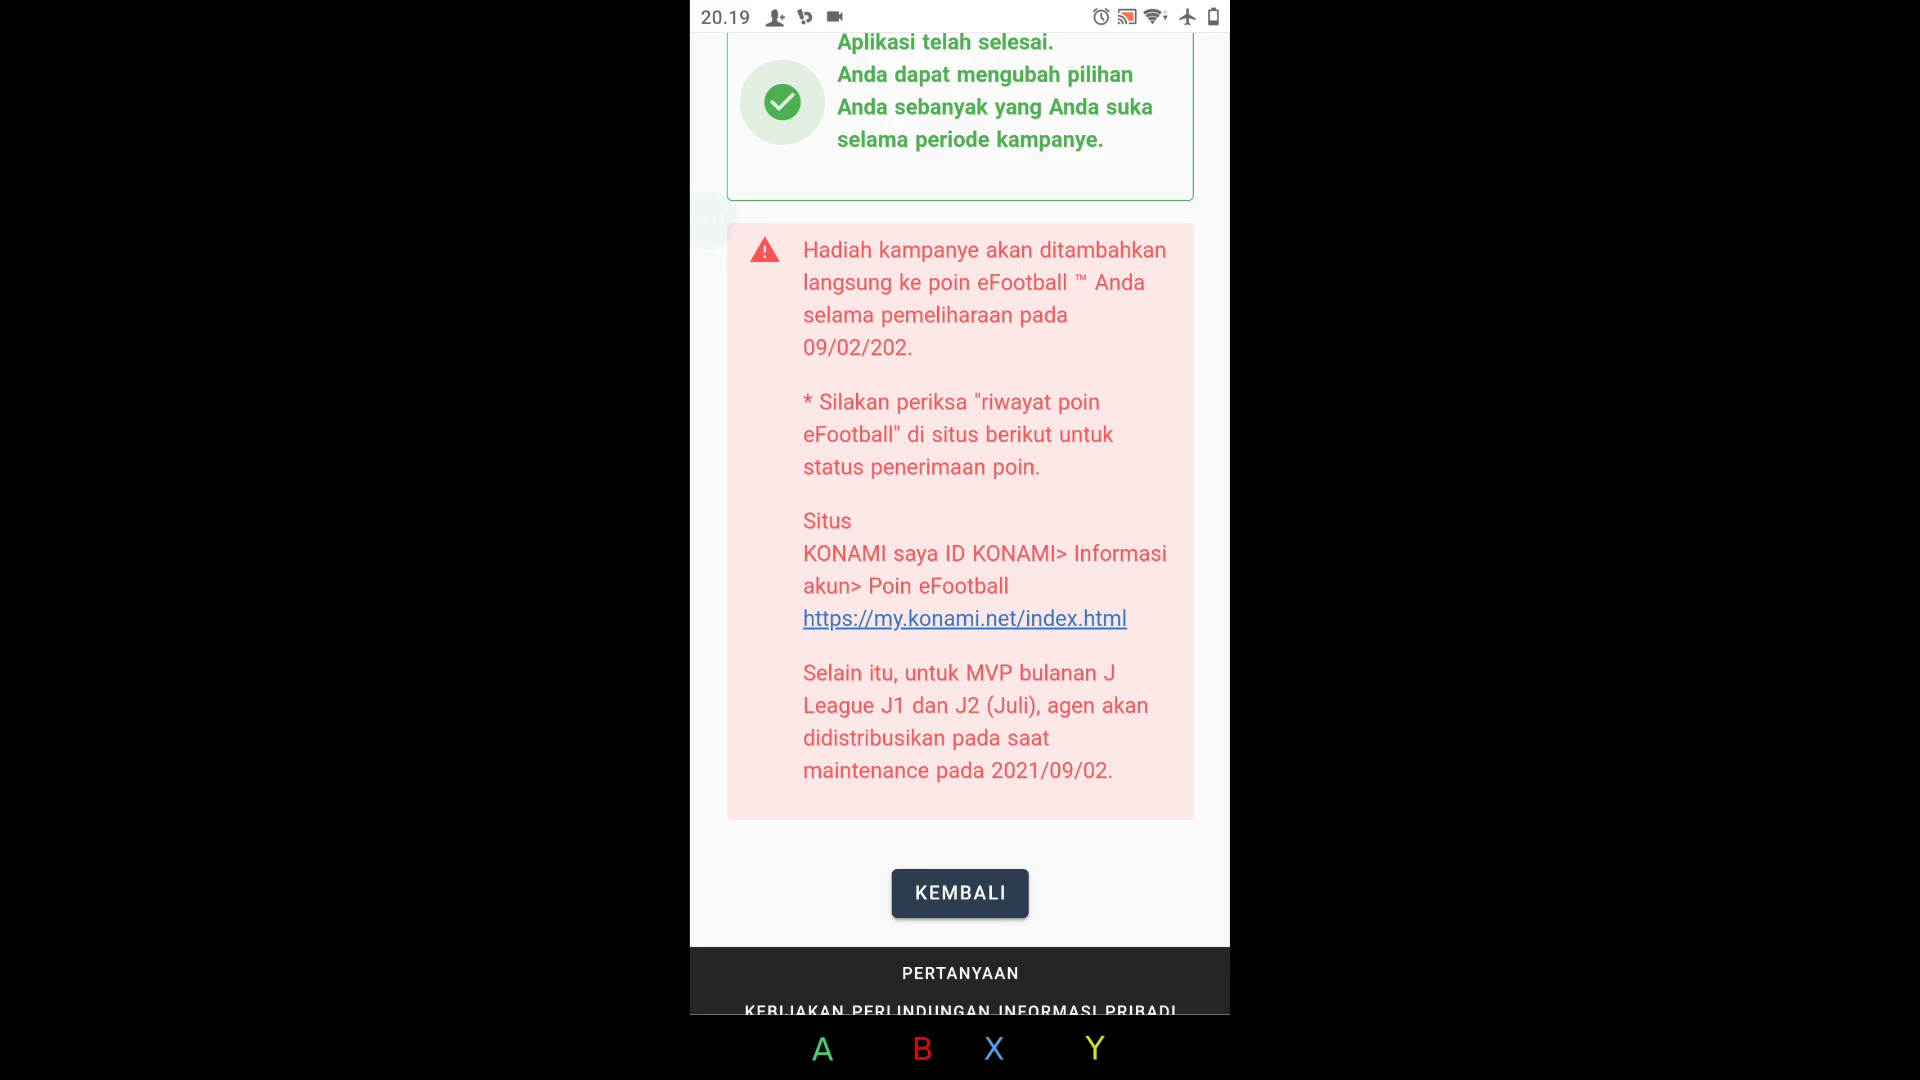 20.19
Aplikasi telah selesai.
Anda dapat mengubah pilihan
Anda sebanyak yang Anda suka
selama periode kampanye.
Hadiah kampanye akan ditambahkan
langsung ke poin eFootball ™ Anda
selama pemeliharaan pada
09/02/202.
* Silakan periksa "riwayat poin
eFootball" di situs berikut untuk
status penerimaan poin.
Situs
KONAMI saya ID KONAMI> Informasi
akun> Poin eFootball
https://my.konami.net/index.html
Selain itu, untuk MVP bulanan J
League J1 dan J2 (Juli), agen akan
didistribusikan pada saat
maintenance pada 2021/09/02.
KEMBALI
PERTANYAAN
KEBIJAKAN PERLINDUNGAN INFORMASI PRIBADI
A B X Y